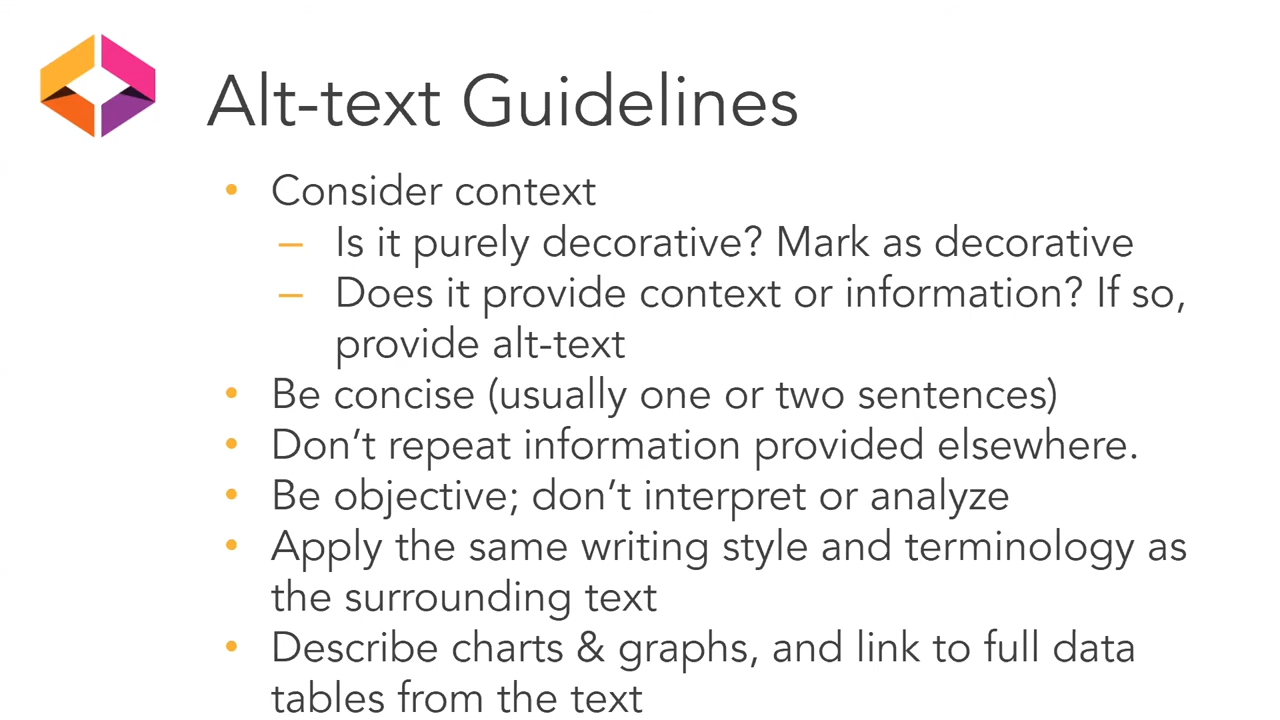 Alt-text Guidelines
• Consider context
– Is it purely decorative? Mark as decorative
– Does it provide context or information? If so,
provide alt-text
• Be concise (usually one or two sentences)
• Don’t repeat information provided elsewhere.
• Be objective; don’t interpret or analyze
• Apply the same writing style and terminology as
the surrounding text
• Describe charts & graphs, and link to full data
tables from the text